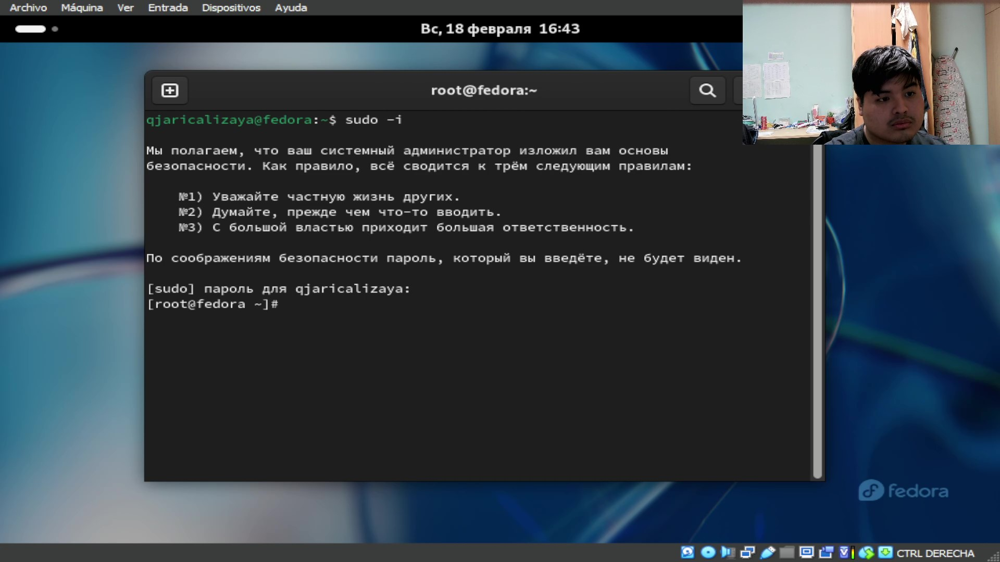 Archivo Máquina Ver Entrada Dispositivos Ayuda
Вс, 18 февраля 16:43
root@fedora:~
qjaricalizaya@fedora:~$ sudo -i
Мы полагаем, что ваш системный администратор изложил вам основы
безопасности. Как правило, всё сводится к трём следующим правилам:
№1) Уважайте частную жизнь других.
№2) Думайте, прежде чем что-то вводить.
№3) С большой властью приходит большая ответственность.
По соображениям безопасности пароль, который вы введёте, не будет виден.
[sudo] пароль для qjaricalizaya:
[root@fedora ~]#
fedora
CTRL DERECHA